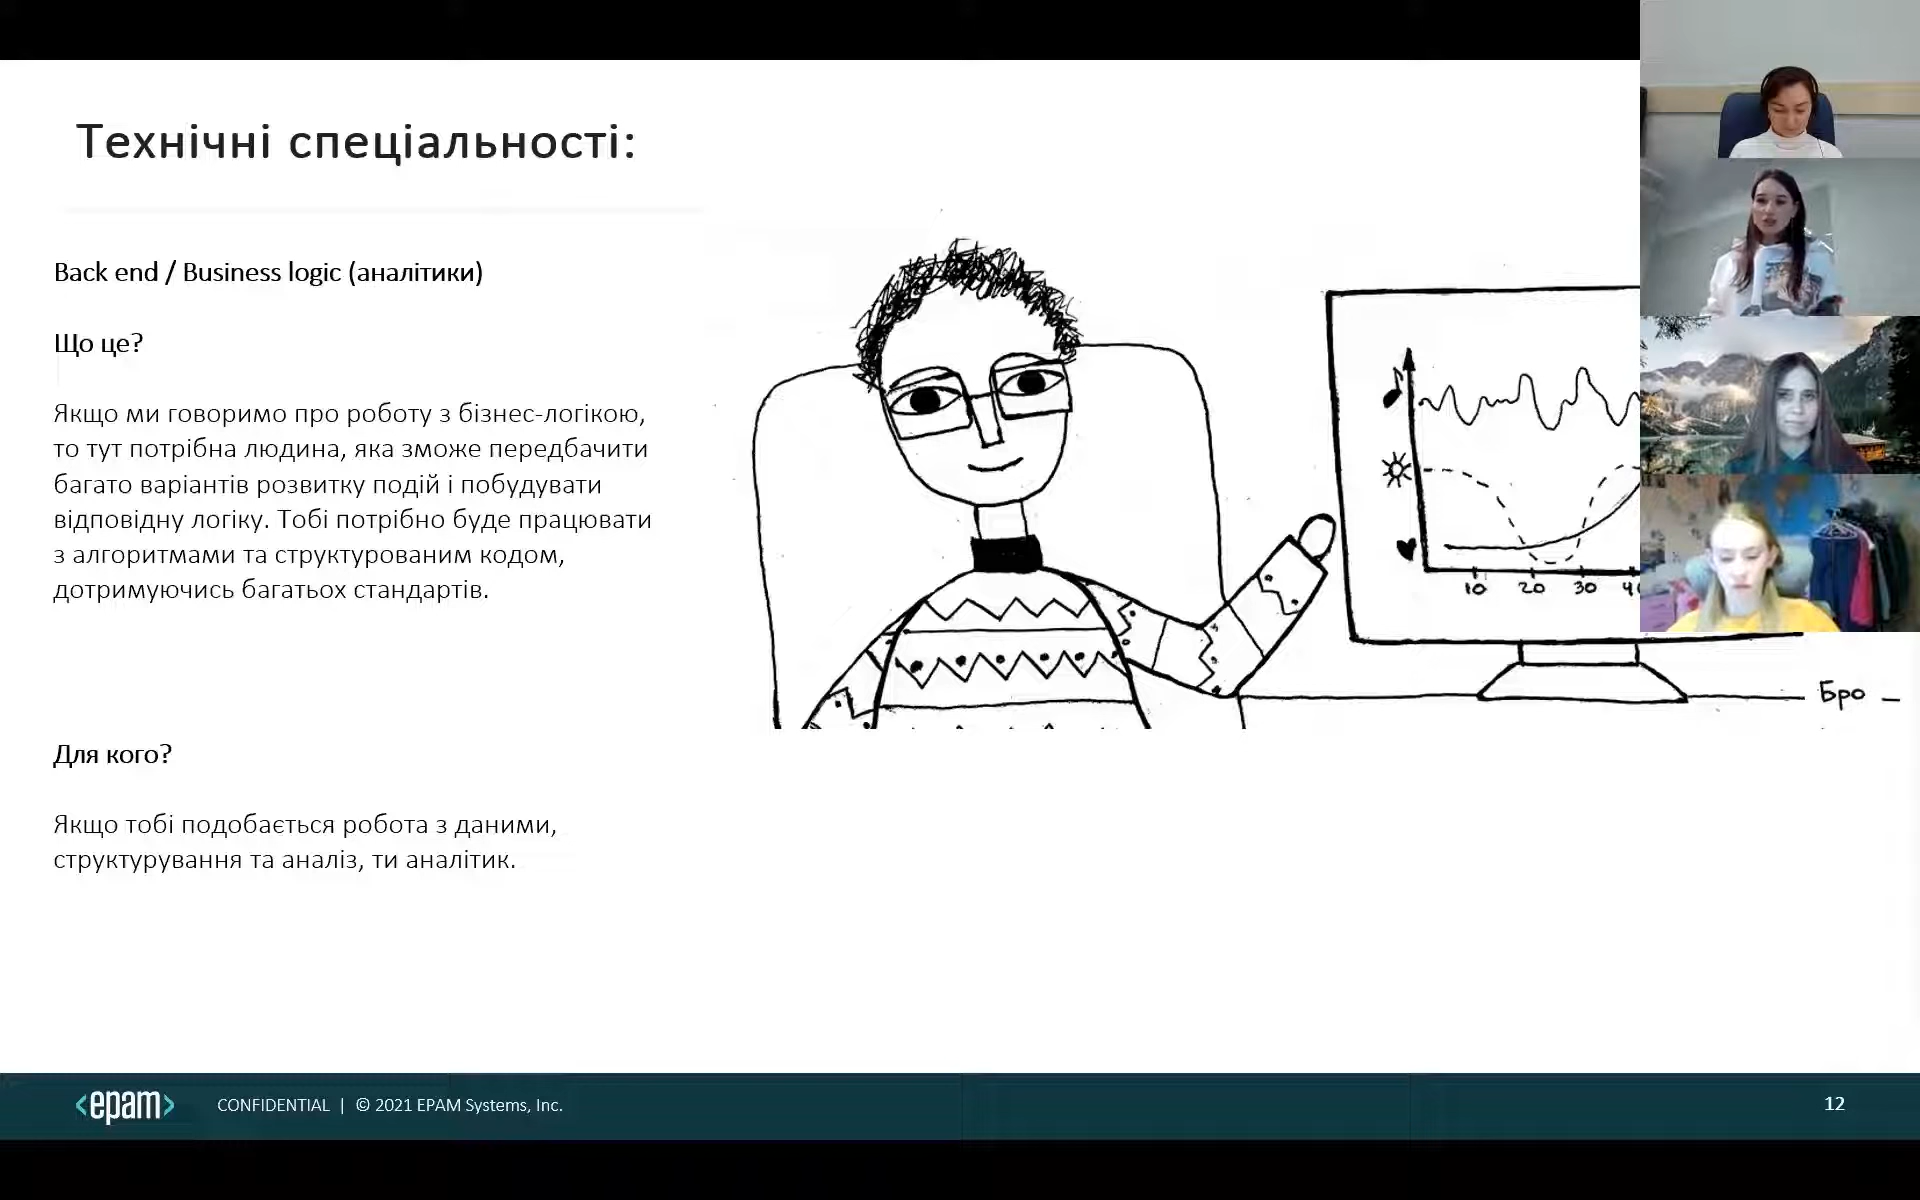 Технічні спеціальності:
Back end / Business logic (аналітики)
Що це?
Якщо ми говоримо про роботу з бізнес-логікою,
то тут потрібна людина, яка зможе передбачити
багато варіантів розвитку подій і побудувати
відповідну логіку. Тобі потрібно буде працювати
з алгоритмами та структурованим кодом,
дотримуючись багатьох стандартів.
Для кого?
Якщо тобі подобається робота з даними,
структурування та аналіз, ти аналітик.
10 20 30
Бро _
<epam> CONFIDENTIAL | © 2021 EPAM Systems, Inc. 12